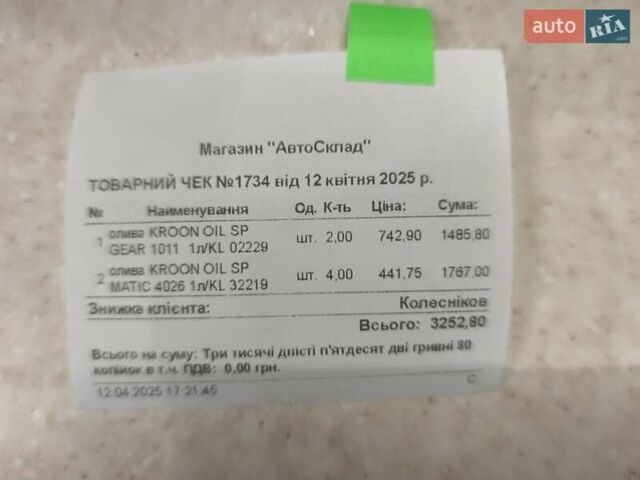 auto RIA .com
Магазин "АвтоСклад"
ТОВАРНИЙ ЧЕК №1734 від 12 квітня 2025 р.
№ Найменування Од. К-ть Ціна: Сума:
1 олива KROON OIL SP GEAR 1011 1л/KL 02229 шт. 2,00 742,90 1485,80
2 олива KROON OIL SP MATIC 4026 1л/KL 32219 шт. 4,00 441,75 1767,00
Знижка клієнта: Колесніков
Всього: 3252,80
Всього на суму: Три тисячі двісті п'ятдесят дві гривні 80
копійок в т.ч. ПДВ: 0,00 грн.
12.04.2025 17:21:45